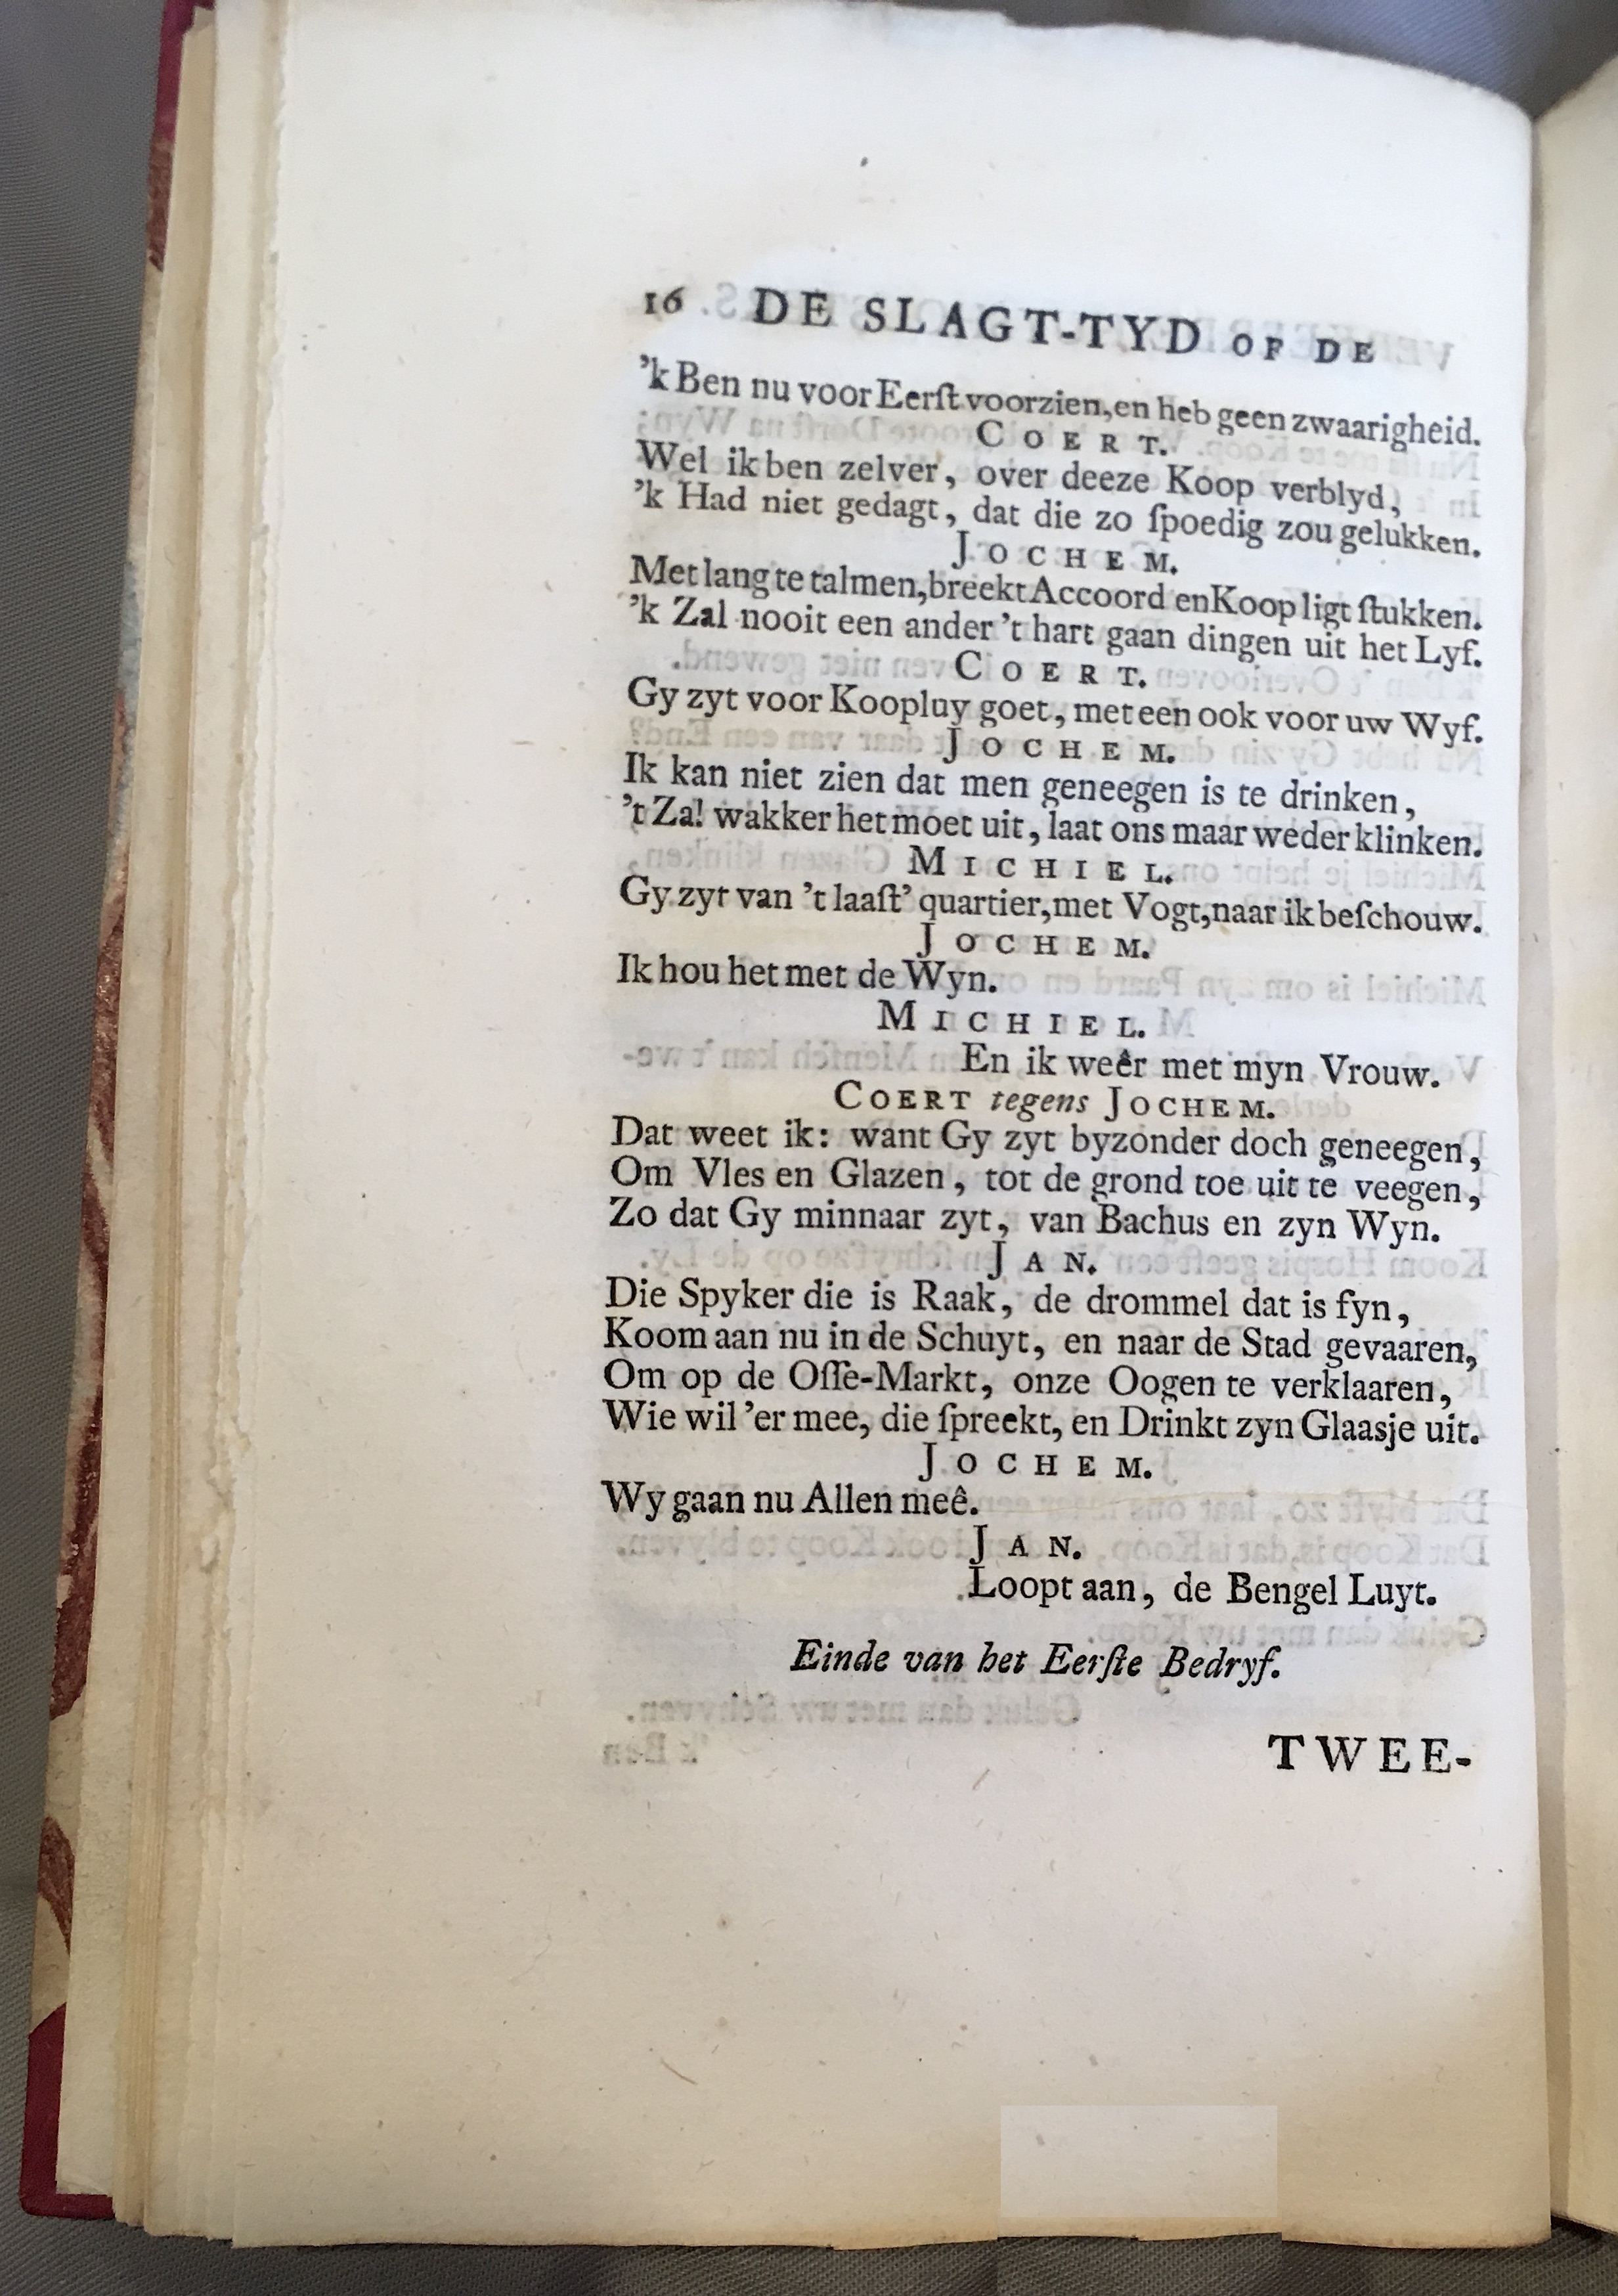 16 DE SLAGT-TYD OF DE
’k Ben nu voor Eerſt voorzien, en heb geen zwaarigheid.
COERT.
Wel ik ben zelver, over deeze Koop verblyd,
’k Had niet gedagt, dat die zo ſpoedig zou gelukken.
JOCHEM.
Met lang te talmen, breekt Accoord en Koop ligt ſtukken.
’k Zal nooit een ander ’t hart gaan dingen uit het Lyf.
COERT.
Gy zyt voor Koopluy goet, met een ook voor uw Wyf.
JOCHEM.
Ik kan niet zien dat men geneegen is te drinken,
’t Za! wakker het moet uit, laat ons maar weder klinken.
MICHIEL.
Gy zyt van ’t laaſt’ quartier, met Vogt, naar ik beſchouw.
JOCHEM.
Ik hou het met de Wyn.
MICHIEL.
En ik weêr met myn Vrouw.
COERT tegens JOCHEM.
Dat weet ik: want Gy zyt byzonder doch geneegen,
Om Vles en Glazen, tot de grond toe uit te veegen,
Zo dat Gy minnaar zyt, van Bachus en zyn Wyn.
JAN.
Die Spyker die is Raak, de drommel dat is fyn,
Koom aan nu in de Schuyt, en naar de Stad gevaaren,
Om op de Oſſe-Markt, onze Oogen te verklaaren,
Wie wil ’er mee, die ſpreekt, en Drinkt zyn Glaasje uit.
JOCHEM.
Wy gaan nu Allen meê.
JAN.
Loopt aan, de Bengel Luyt.
Einde van het Eerſte Bedryf.
TWEE-